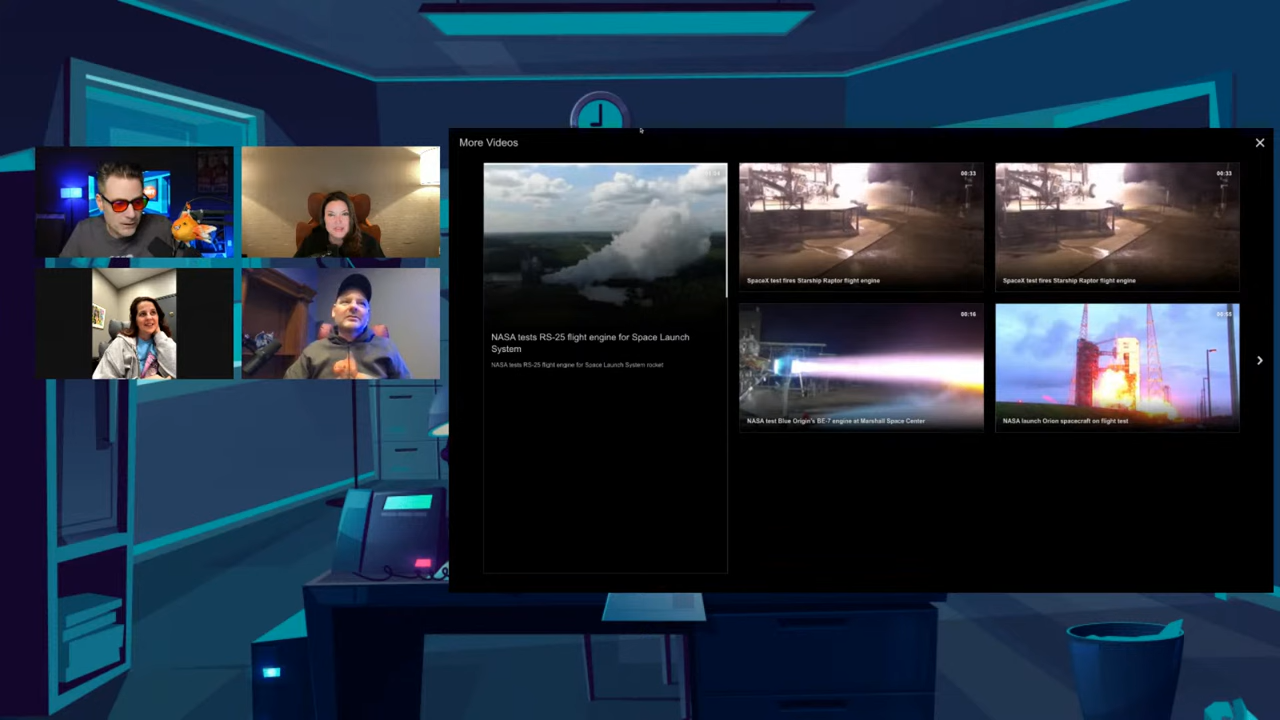 More Videos
NASA tests RS-25 flight engine for Space Launch
System
NASA tests RS-25 flight engine for Space Launch System rocket
00:33
SpaceX test fires Starship Raptor flight engine
00:33
SpaceX test fires Starship Raptor flight engine
00:16
NASA test Blue Origin's BE-7 engine at Marshall Space Center
NASA launch Orion spacecraft on flight test